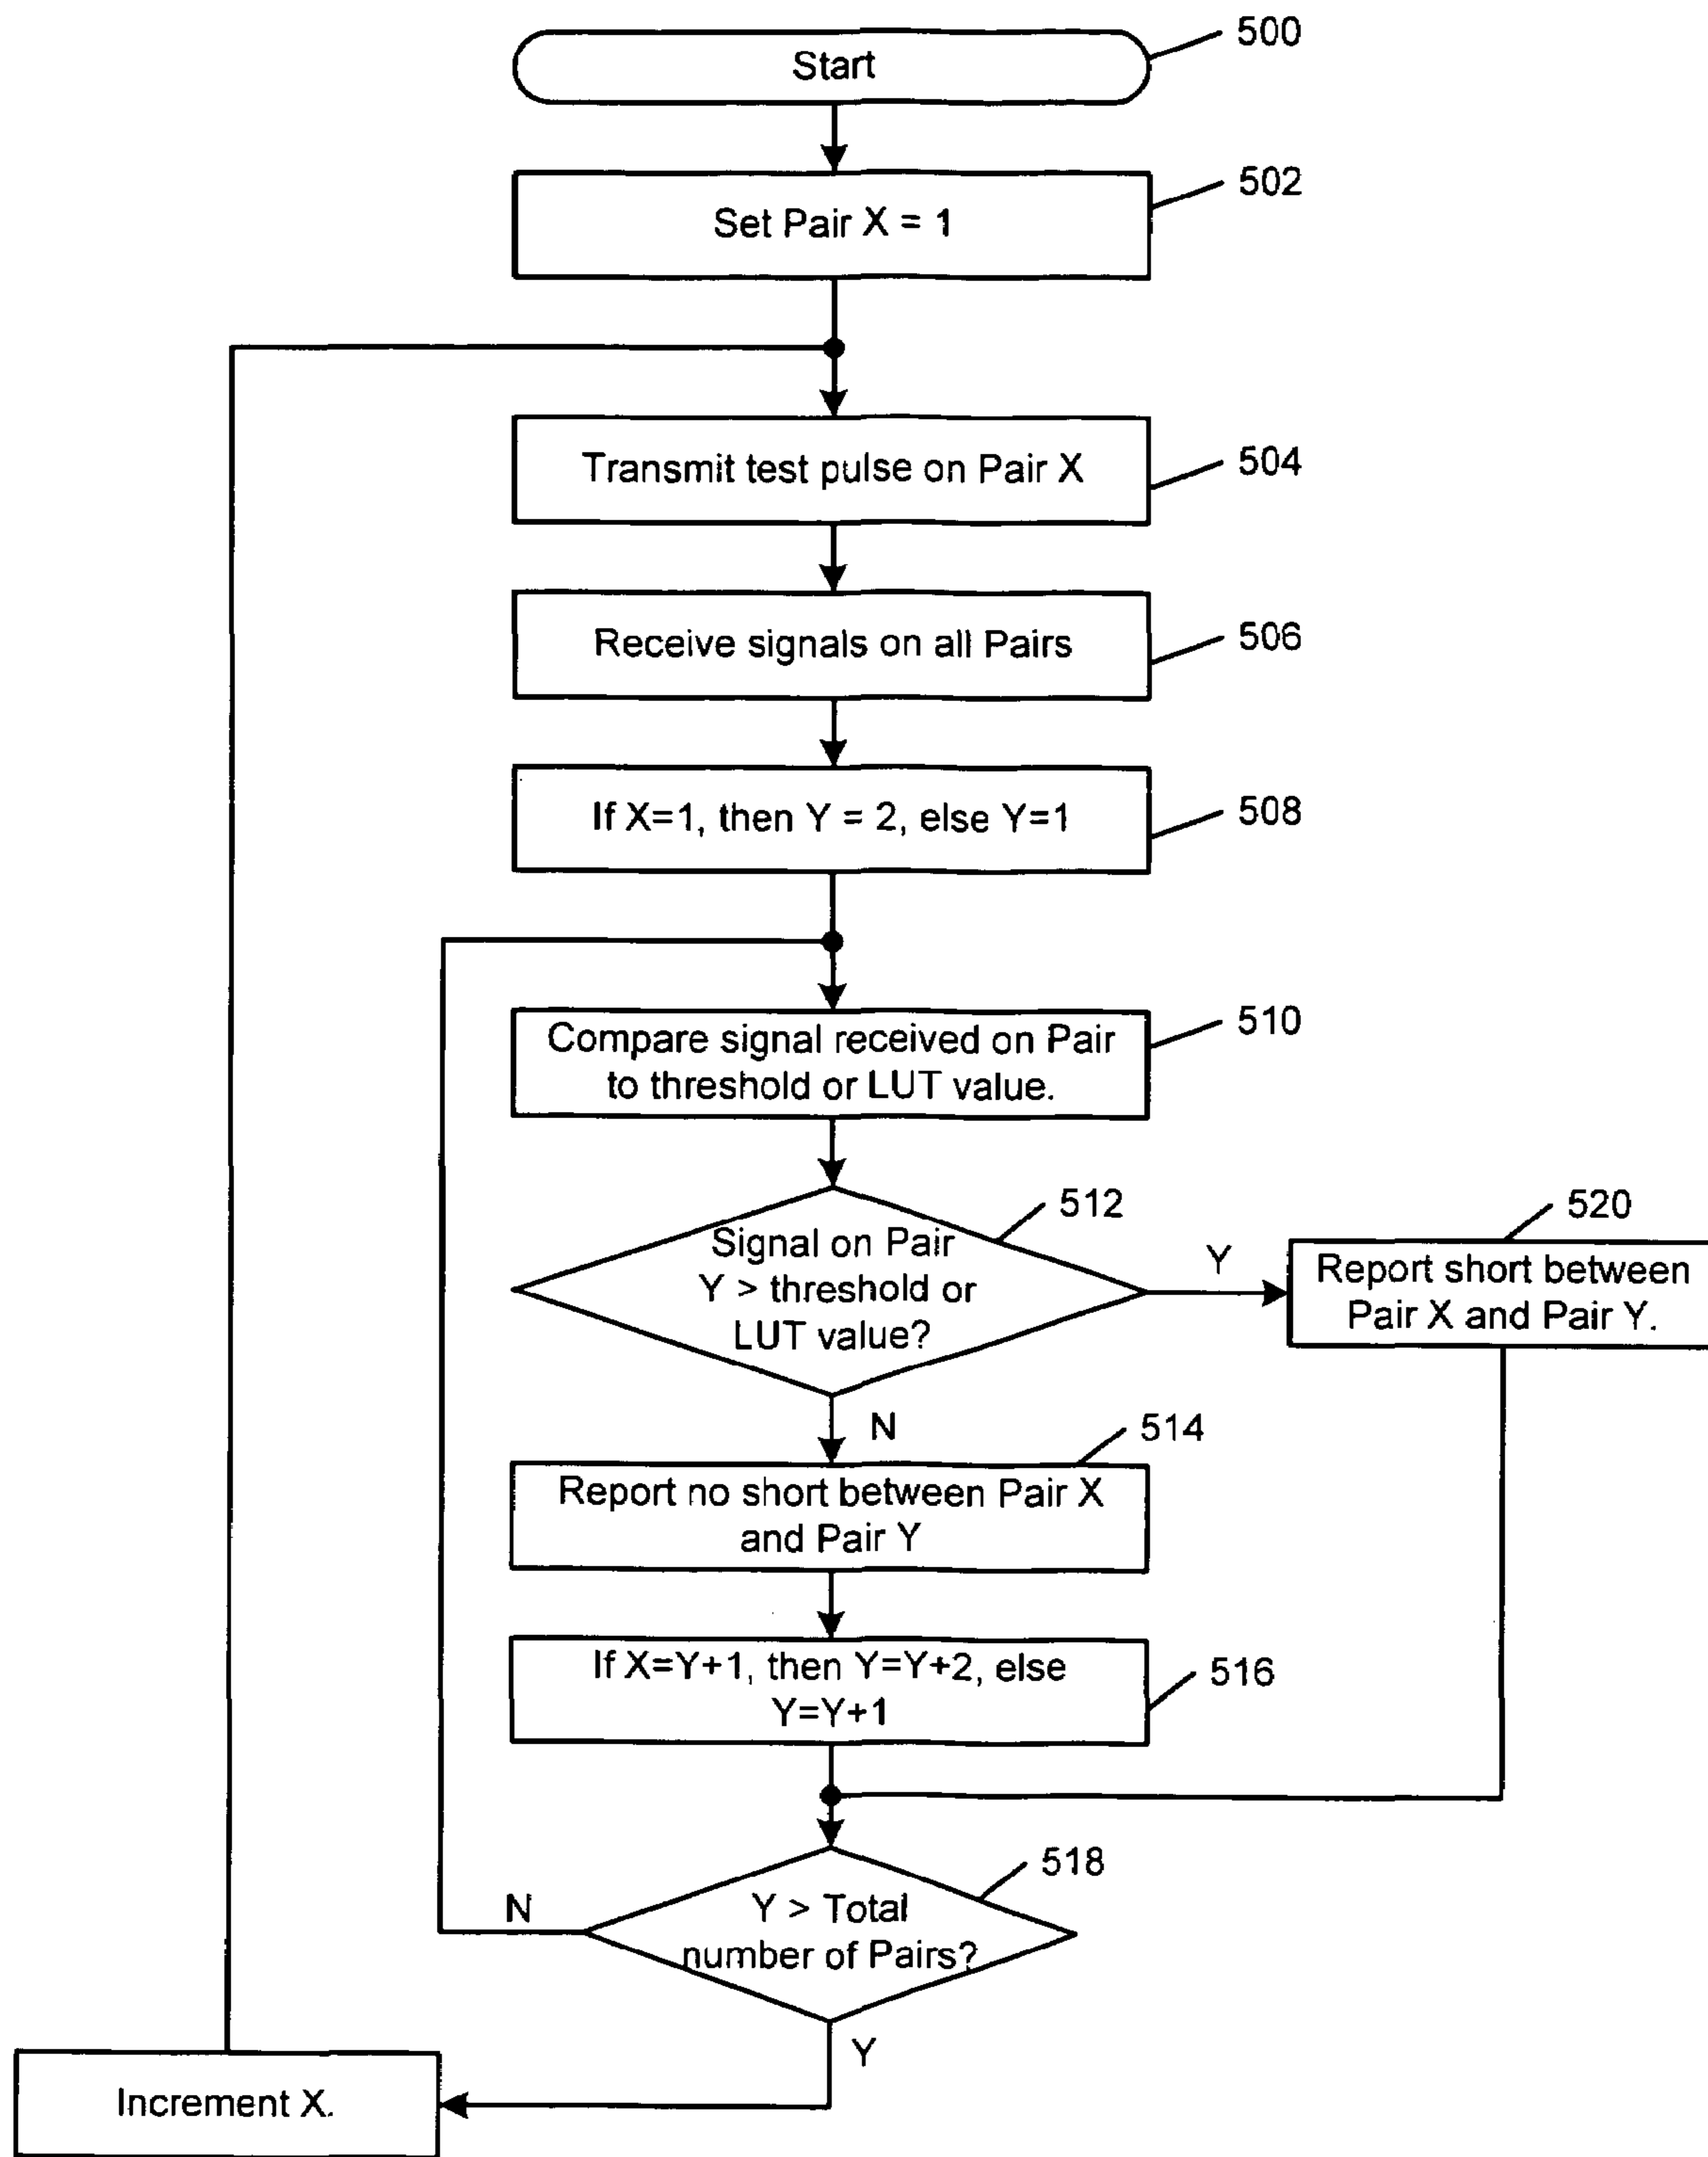 Start
500
Set Pair X = 1
502
Transmit test pulse on Pair X
504
Receive signals on all Pairs
506
If X=1, then Y = 2, else Y=1
508
Compare signal received on Pair
to threshold or LUT value.
510
Signal on Pair
Y > threshold or
LUT value?
512
Y
520
Report short between
Pair X and Pair Y.
N
514
Report no short between Pair X
and Pair Y
If X=Y+1, then Y=Y+2, else
Y=Y+1
516
518
Y > Total
number of Pairs?
N
Y
Increment X.